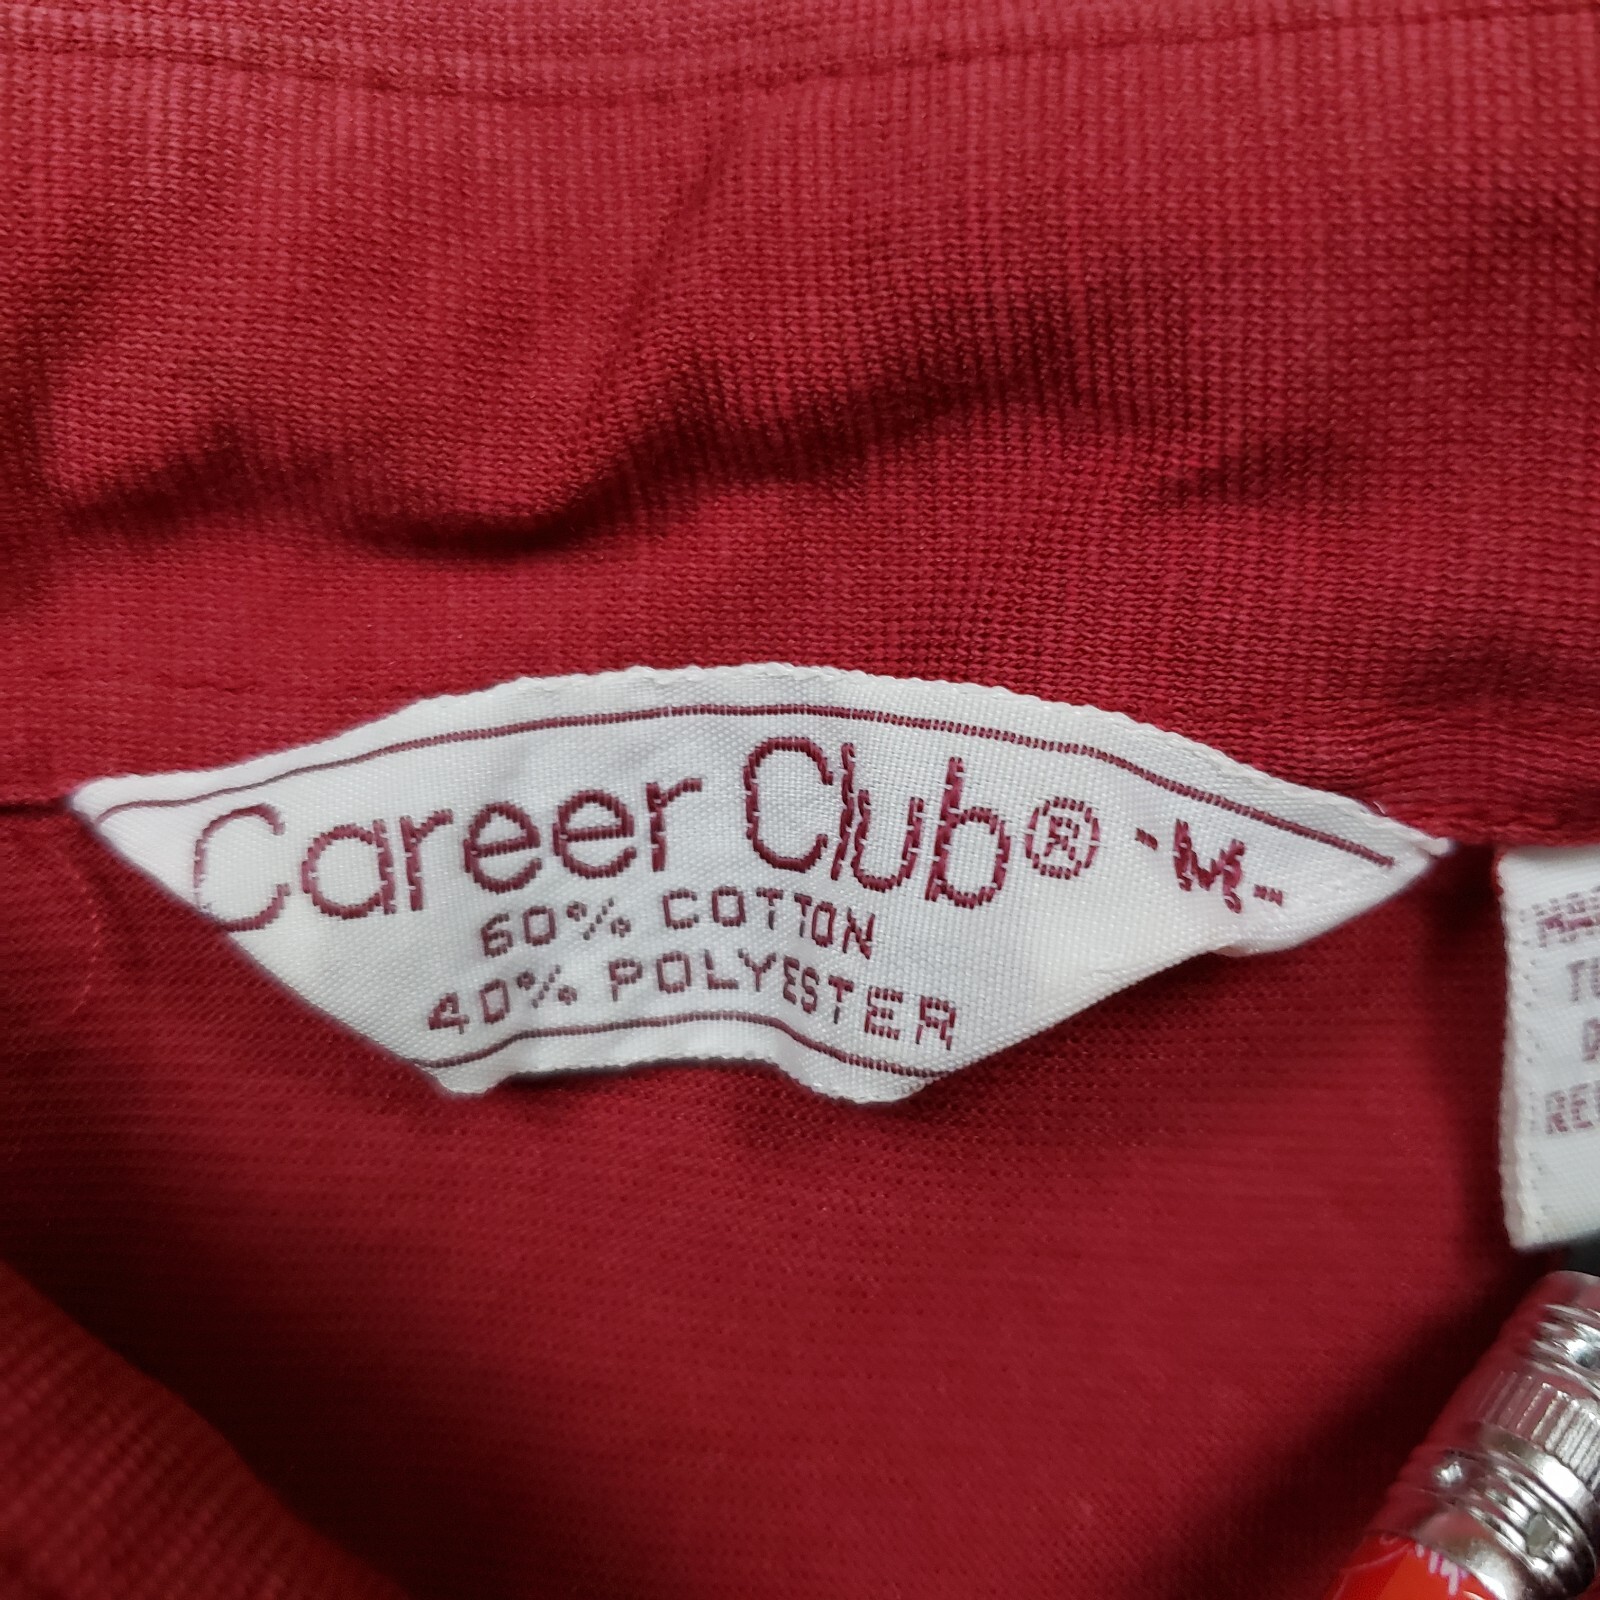 Career Club® -M-
60% COTTON
40% POLYESTER